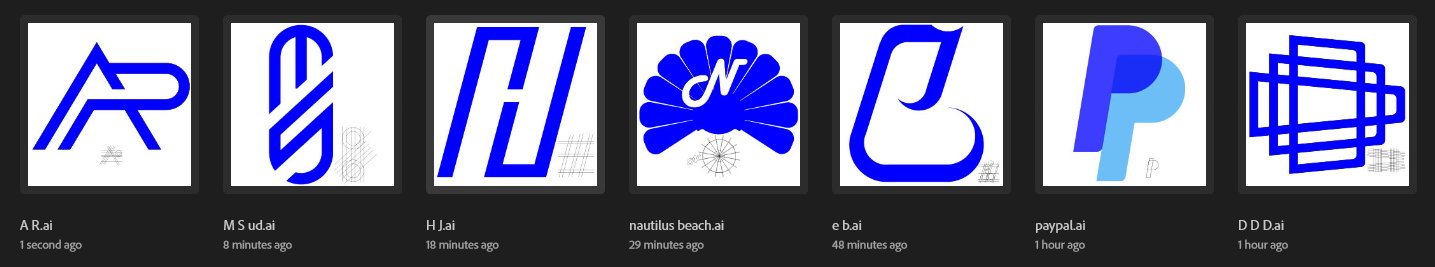 A R.ai
1 second ago
M S ud.ai
8 minutes ago
H J.ai
18 minutes ago
N
nautilus beach.ai
29 minutes ago
e b.ai
48 minutes ago
paypal.ai
1 hour ago
D D D.ai
1 hour ago